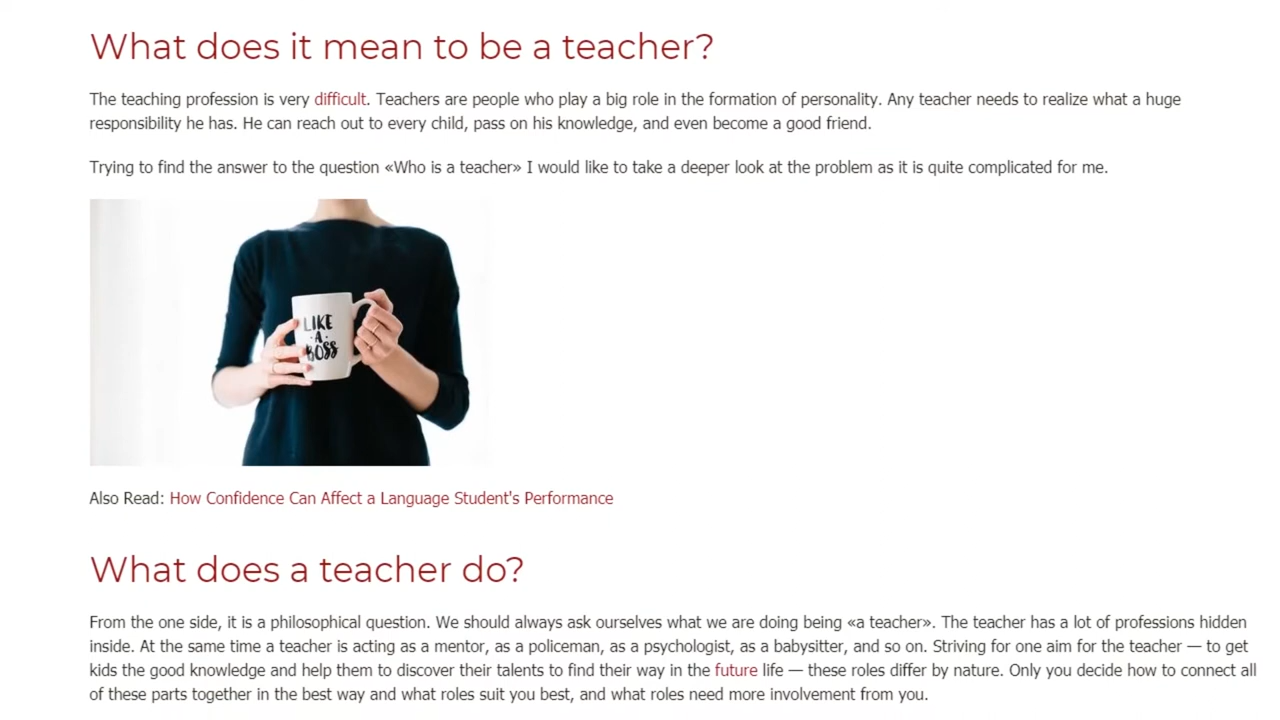 What does it mean to be a teacher?
The teaching profession is very difficult. Teachers are people who play a big role in the formation of personality. Any teacher needs to realize what a huge
responsibility he has. He can reach out to every child, pass on his knowledge, and even become a good friend.
Trying to find the answer to the question «Who is a teacher» I would like to take a deeper look at the problem as it is quite complicated for me.
LIKE
·A·
BOSS
Also Read: How Confidence Can Affect a Language Student's Performance
What does a teacher do?
From the one side, it is a philosophical question. We should always ask ourselves what we are doing being «a teacher». The teacher has a lot of professions hidden
inside. At the same time a teacher is acting as a mentor, as a policeman, as a psychologist, as a babysitter, and so on. Striving for one aim for the teacher — to get
kids the good knowledge and help them to discover their talents to find their way in the future life — these roles differ by nature. Only you decide how to connect all
of these parts together in the best way and what roles suit you best, and what roles need more involvement from you.